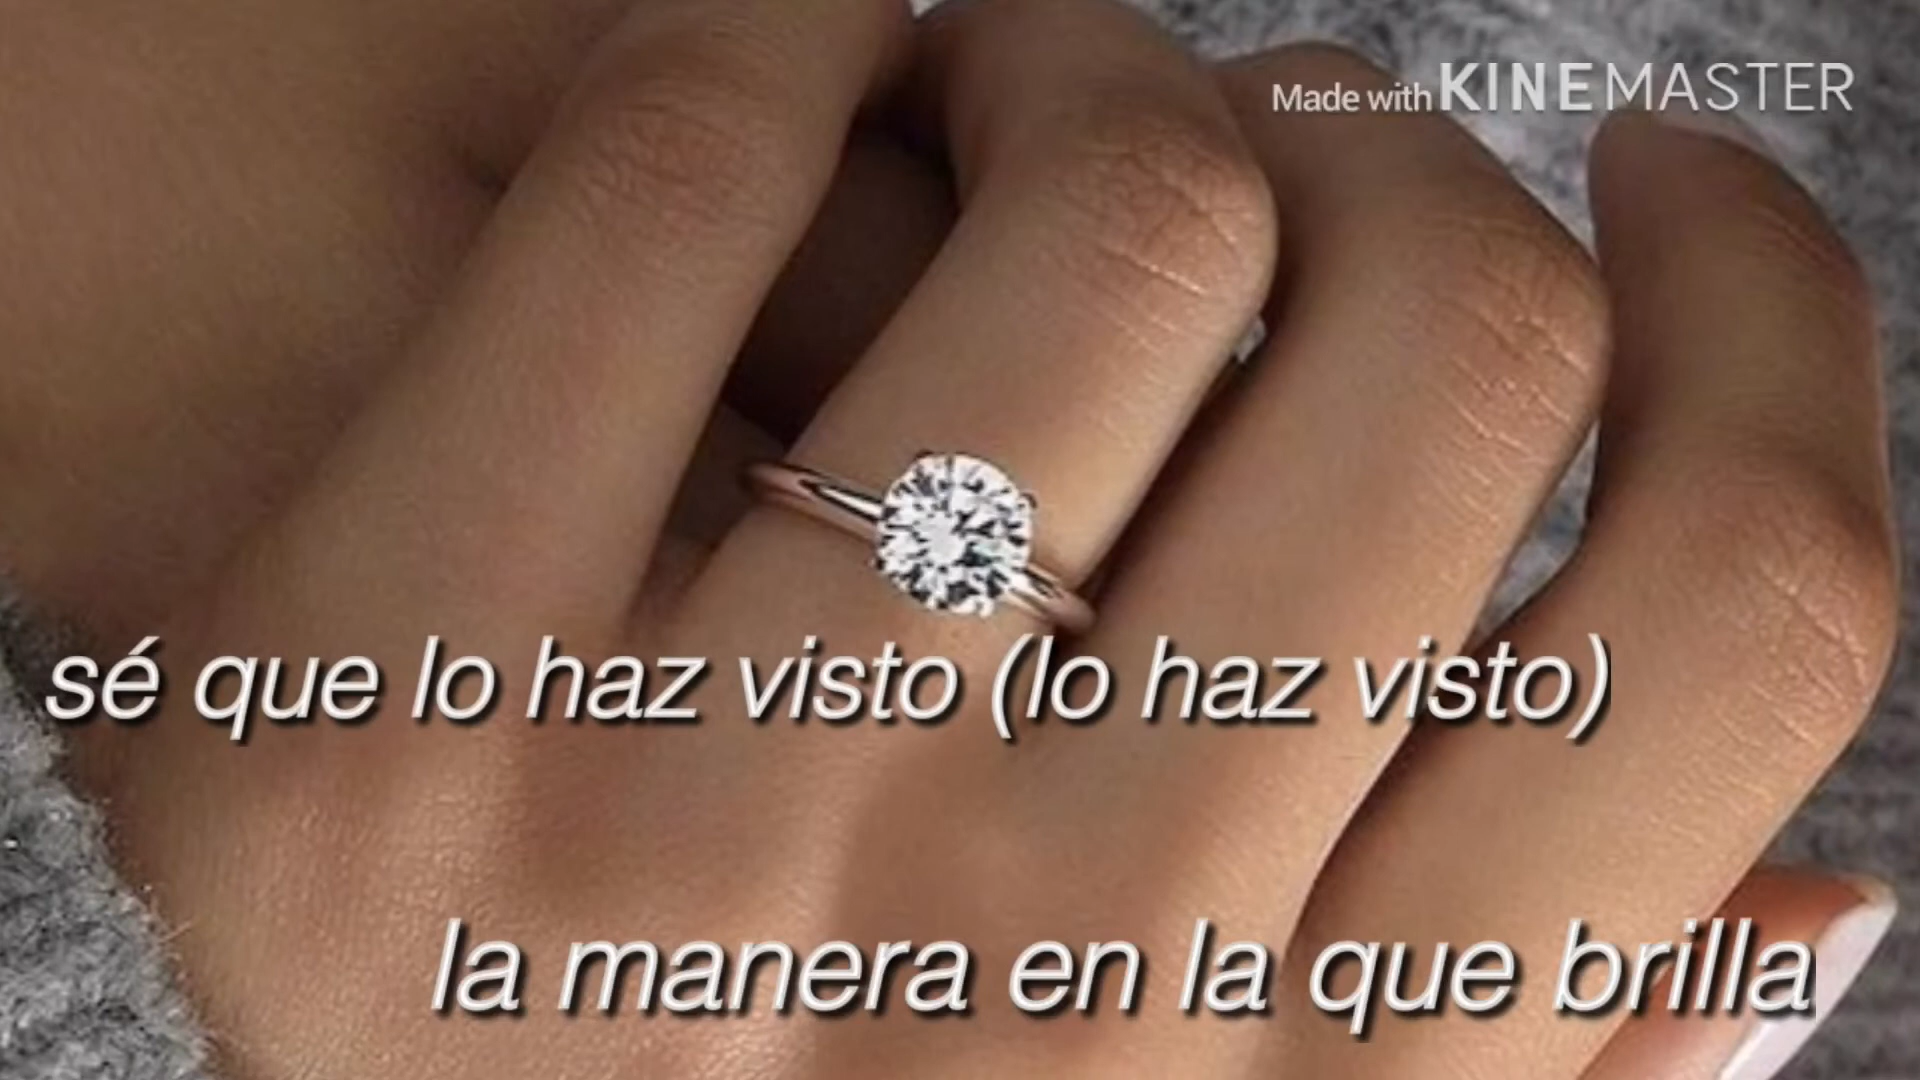 Made with KINEMASTER
sé que lo haz visto (lo haz visto)
la manera en la que brilla